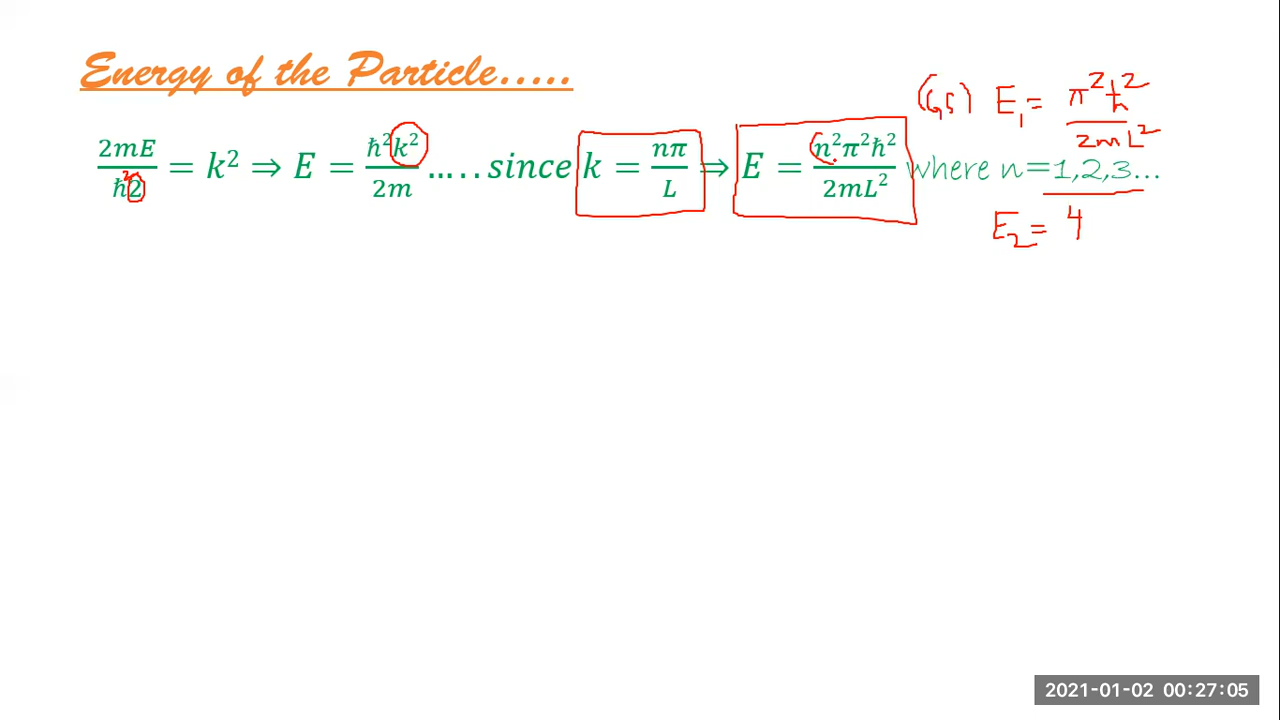 Energy of the Particle.....
(GS) E₁ = π²ħ²/2mL²
2mE/ħ²2 = k² ⇒ E = ħ²k²/2m ..... since k = nπ/L ⇒ E = n²π²ħ²/2mL² where n=1,2,3...
E₂ = 4
2021-01-02 00:27:05